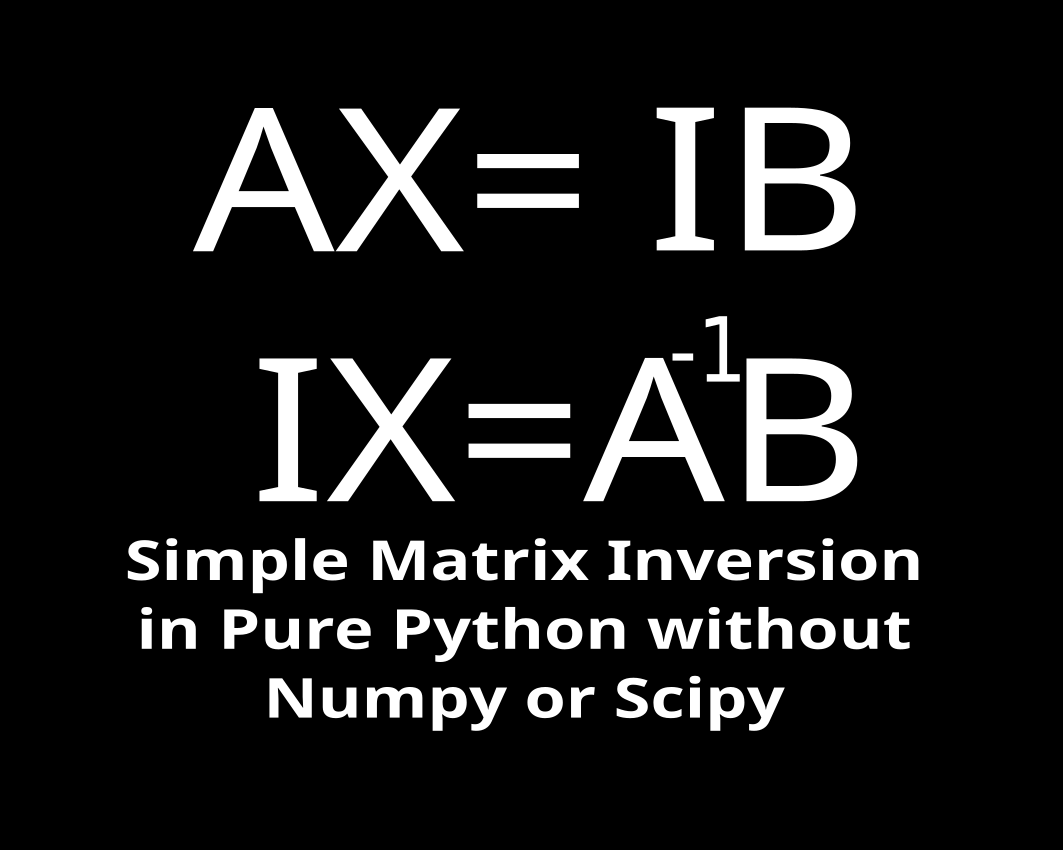 AX= IB
IX=A⁻¹B
Simple Matrix Inversion
in Pure Python without
Numpy or Scipy